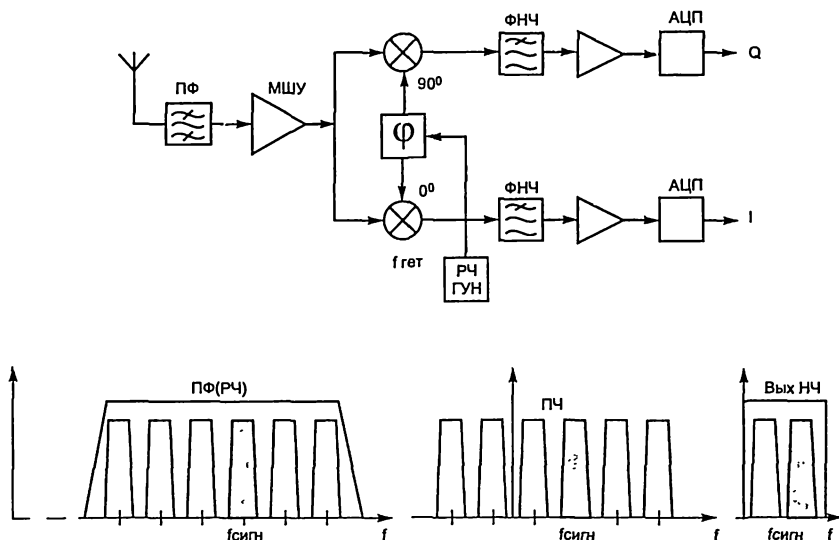 ФНЧ
АЦП
Q
90⁰
ПФ
МШУ
φ
0⁰
ФНЧ
АЦП
I
f гет
РЧ
ГУН
ПФ(РЧ)
ПЧ
Вых НЧ
fсигн
f
fсигн
f
fсигн
f